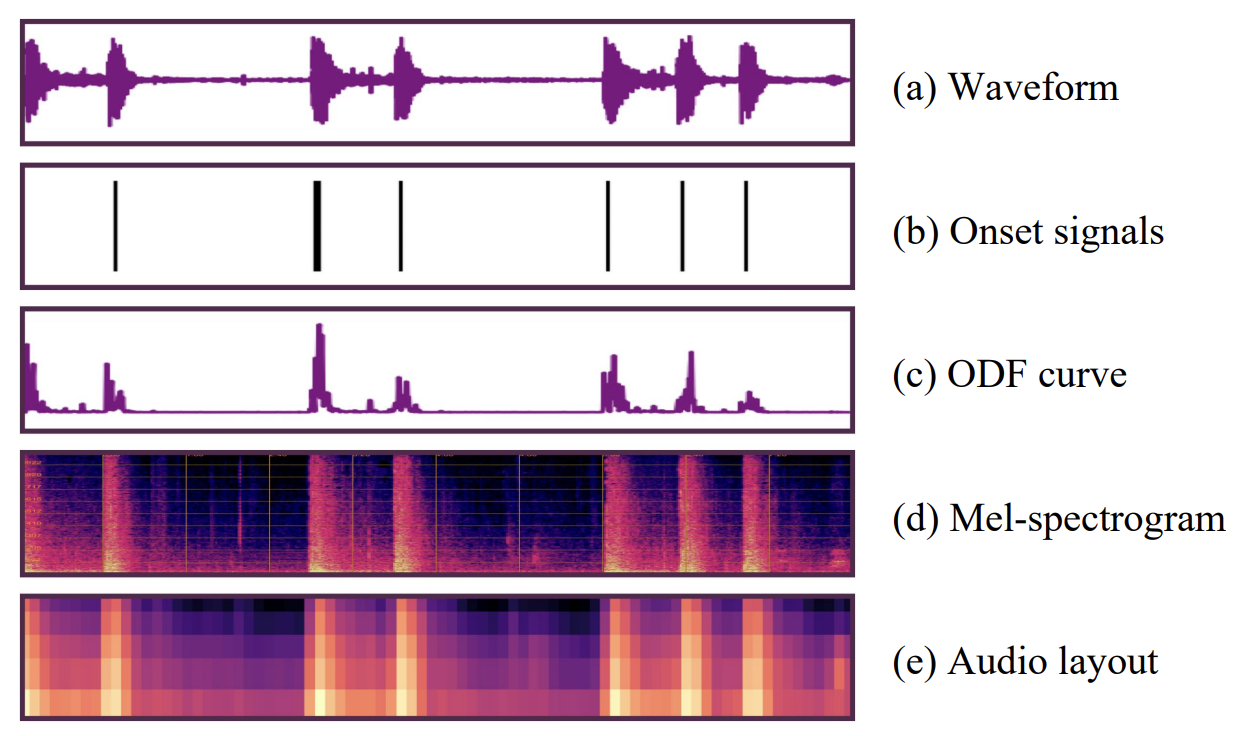 (a) Waveform
(b) Onset signals
(c) ODF curve
(d) Mel-spectrogram
(e) Audio layout